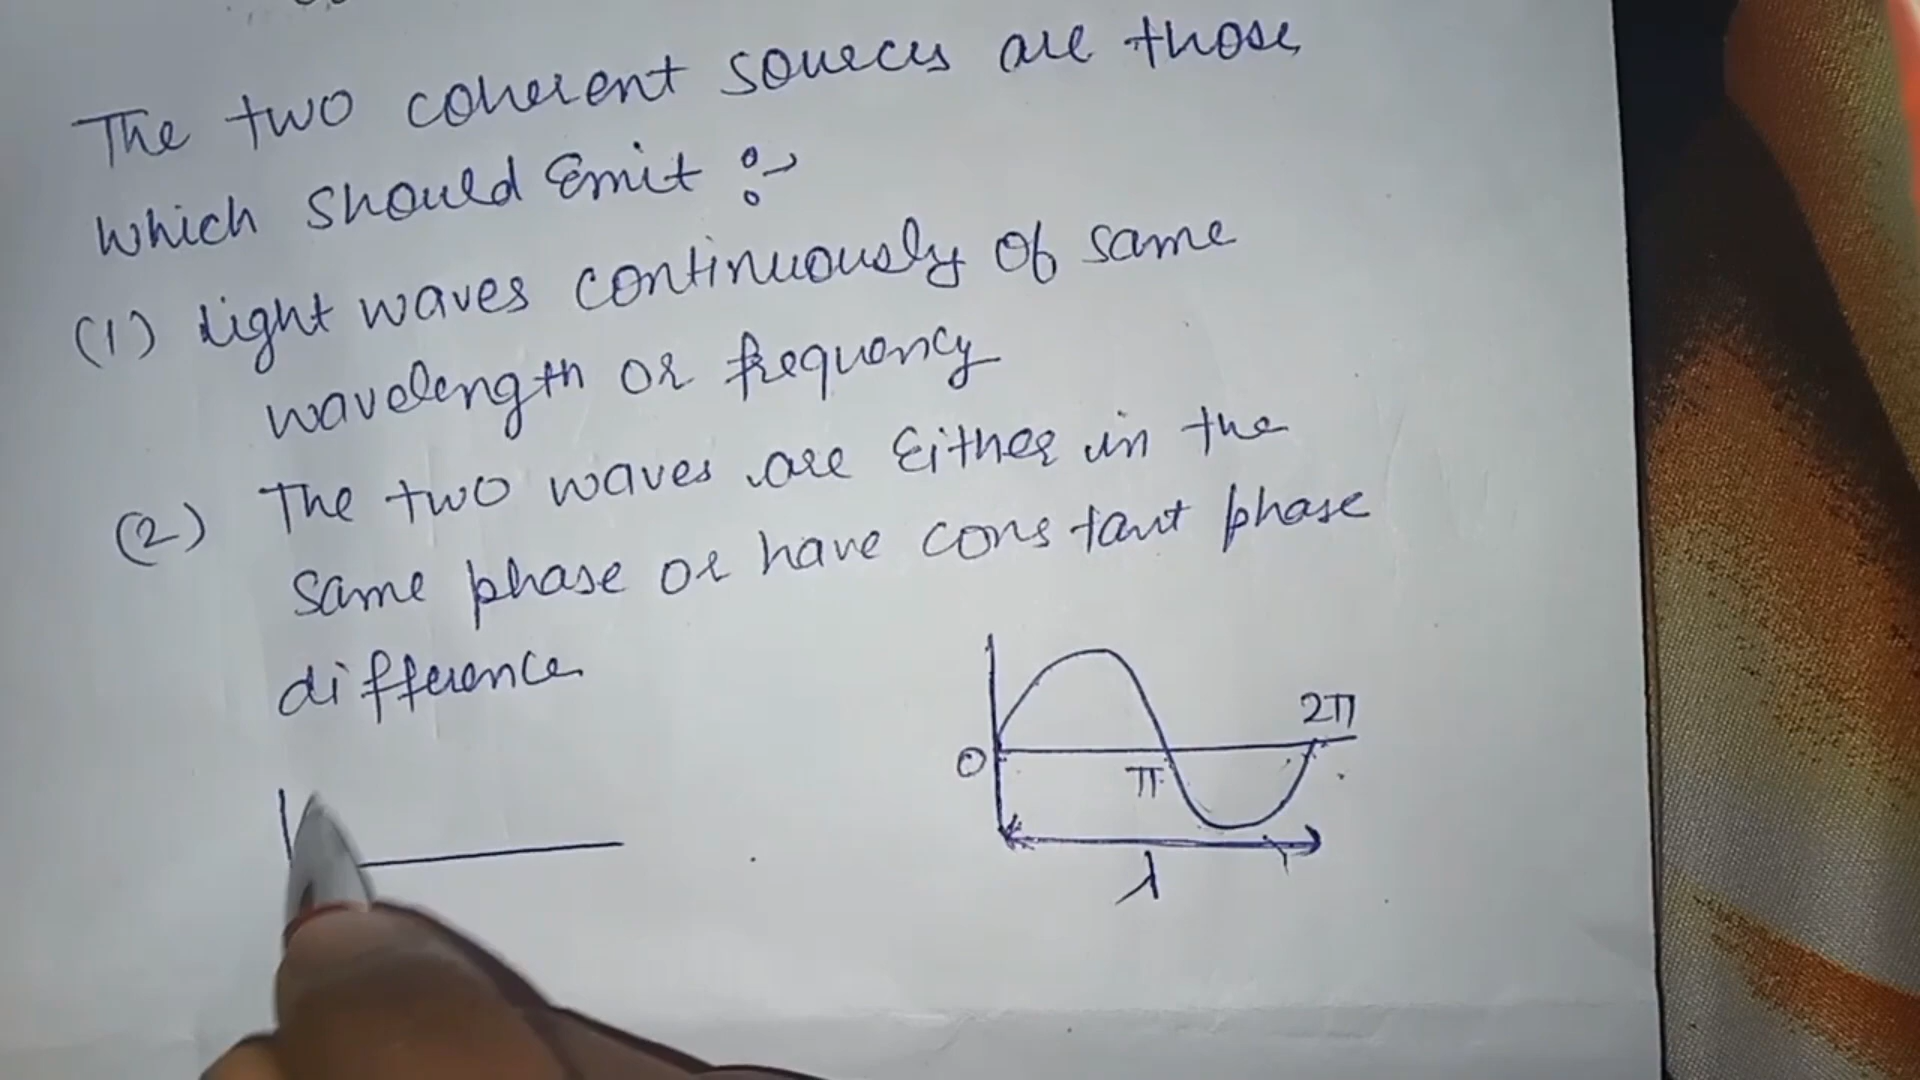 The two coherent sources are those
which should Emit :-
(1) Light waves continuously of same
wavelength or frequency
(2) The two waves are Either in the
same phase or have constant phase
difference
2π
0
π
λ